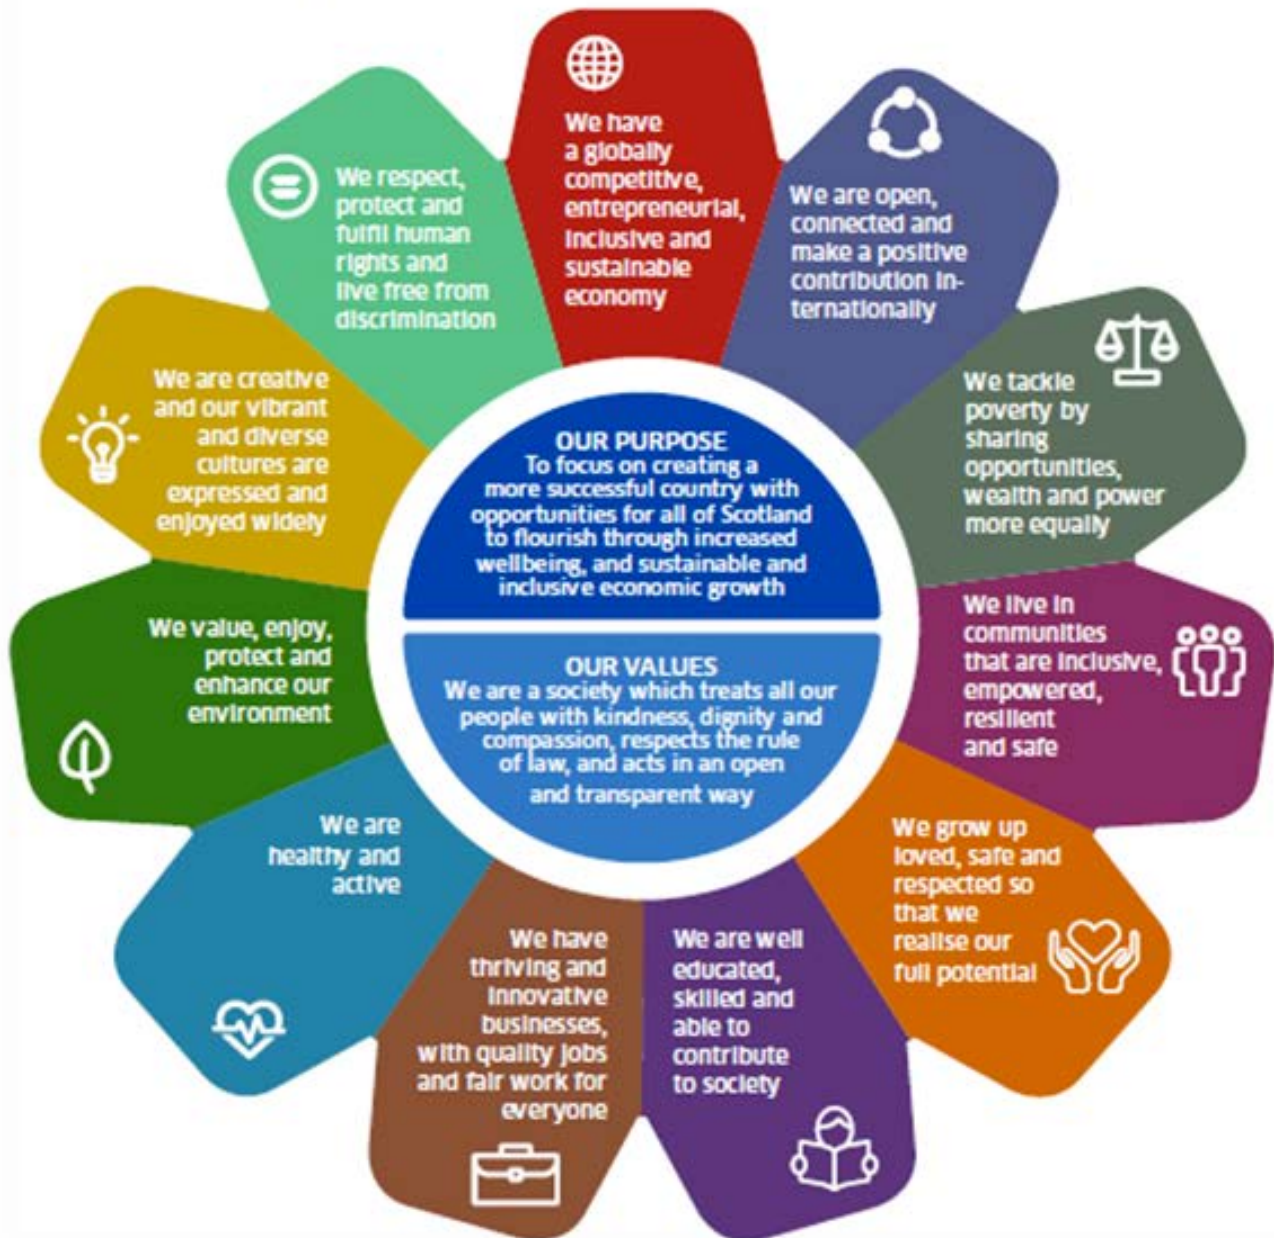 We have
a globally
competitive,
entrepreneurial,
inclusive and
sustainable
economy
We are open,
connected and
make a positive
contribution in-
ternationally
We tackle
poverty by
sharing
opportunities,
wealth and power
more equally
We live in
communities
that are inclusive,
empowered,
resilient
and safe
We grow up
loved, safe and
respected so
that we
realise our
full potential
We are well
educated,
skilled and
able to
contribute
to society
We have
thriving and
innovative
businesses,
with quality jobs
and fair work for
everyone
We are
healthy and
active
We value, enjoy,
protect and
enhance our
environment
We are creative
and our vibrant
and diverse
cultures are
expressed and
enjoyed widely
We respect,
protect and
fulfil human
rights and
live free from
discrimination
OUR PURPOSE
To focus on creating a
more successful country with
opportunities for all of Scotland
to flourish through increased
wellbeing, and sustainable and
inclusive economic growth
OUR VALUES
We are a society which treats all our
people with kindness, dignity and
compassion, respects the rule
of law, and acts in an open
and transparent way